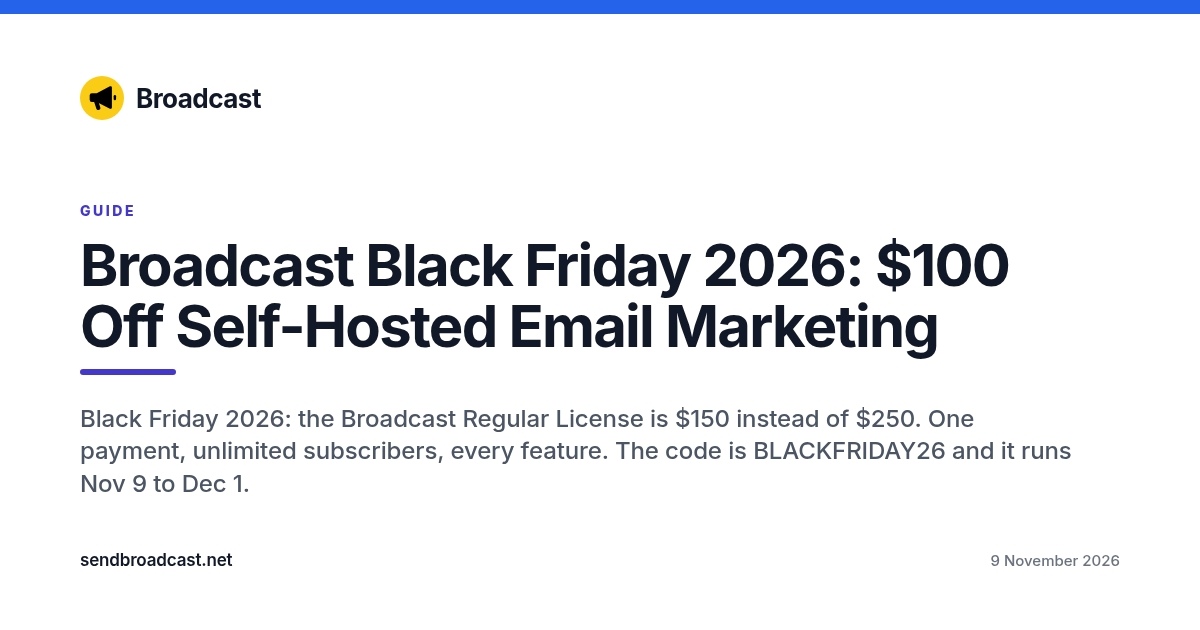 Broadcast
GUIDE
Broadcast Black Friday 2026: $100
Off Self-Hosted Email Marketing
Black Friday 2026: the Broadcast Regular License is $150 instead of $250. One
payment, unlimited subscribers, every feature. The code is BLACKFRIDAY26 and it runs
Nov 9 to Dec 1.
sendbroadcast.net
9 November 2026